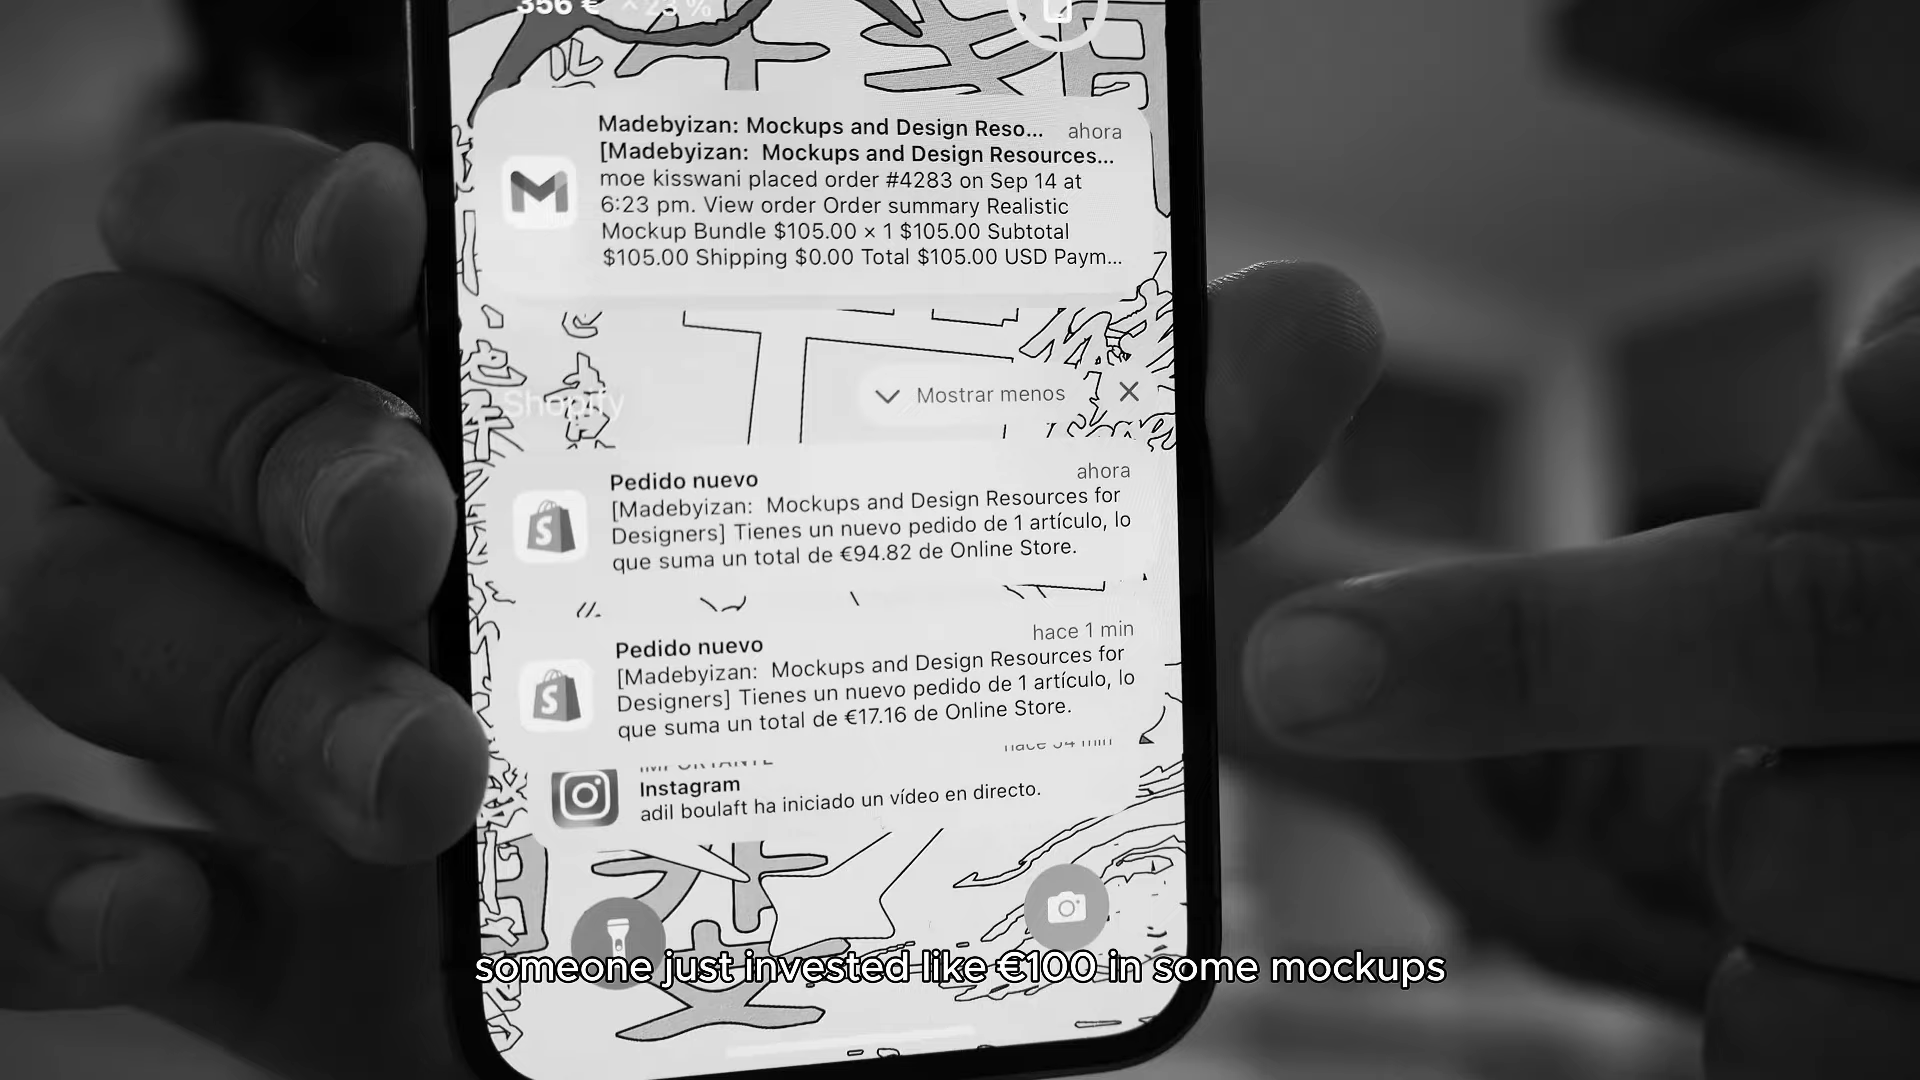 356 € ^ 23 %
Madebyizan: Mockups and Design Reso... ahora
[Madebyizan: Mockups and Design Resources...
moe kisswani placed order #4283 on Sep 14 at
6:23 pm. View order Order summary Realistic
Mockup Bundle $105.00 × 1 $105.00 Subtotal
$105.00 Shipping $0.00 Total $105.00 USD Paym...
Shopify
Mostrar menos
Pedido nuevo ahora
[Madebyizan: Mockups and Design Resources for
Designers] Tienes un nuevo pedido de 1 artículo, lo
que suma un total de €94.82 de Online Store.
Pedido nuevo hace 1 min
[Madebyizan: Mockups and Design Resources for
Designers] Tienes un nuevo pedido de 1 artículo, lo
que suma un total de €17.16 de Online Store.
Instagram
adil boulaft ha iniciado un vídeo en directo.
someone just invested like €100 in some mockups